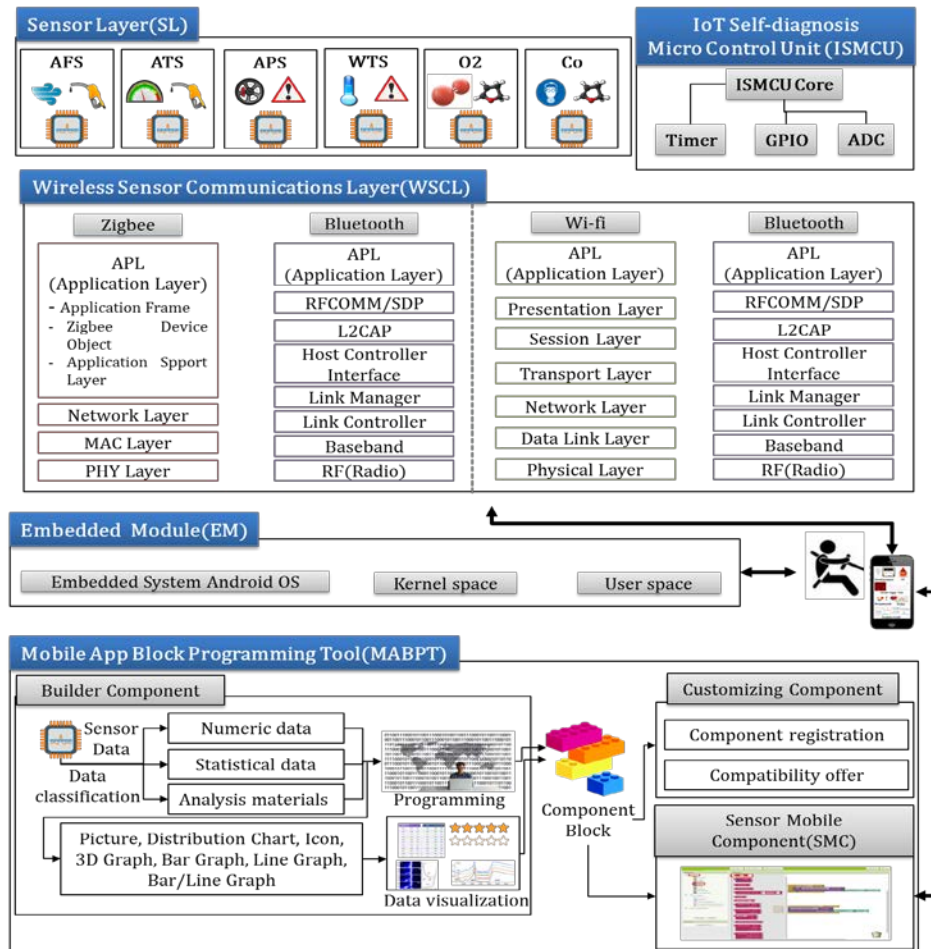 Sensor Layer(SL)
AFS
ATS
APS
WTS
O2
Co
IoT Self-diagnosis
Micro Control Unit (ISMCU)
ISMCU Core
Timer
GPIO
ADC
Wireless Sensor Communications Layer(WSCL)
Zigbee
APL
(Application Layer)
- Application Frame
- Zigbee Device
Object
- Application Spport
Layer
Network Layer
MAC Layer
PHY Layer
Bluetooth
APL
(Application Layer)
RFCOMM/SDP
L2CAP
Host Controller
Interface
Link Manager
Link Controller
Baseband
RF(Radio)
Wi-fi
APL
(Application Layer)
Presentation Layer
Session Layer
Transport Layer
Network Layer
Data Link Layer
Physical Layer
Bluetooth
APL
(Application Layer)
RFCOMM/SDP
L2CAP
Host Controller
Interface
Link Manager
Link Controller
Baseband
RF(Radio)
Embedded Module(EM)
Embedded System Android OS
Kernel space
User space
Mobile App Block Programming Tool(MABPT)
Builder Component
Sensor
Data
Data
classification
Numeric data
Statistical data
Analysis materials
Picture, Distribution Chart, Icon,
3D Graph, Bar Graph, Line Graph,
Bar/Line Graph
Programming
Data visualization
Component
Block
Customizing Component
Component registration
Compatibility offer
Sensor Mobile
Component(SMC)